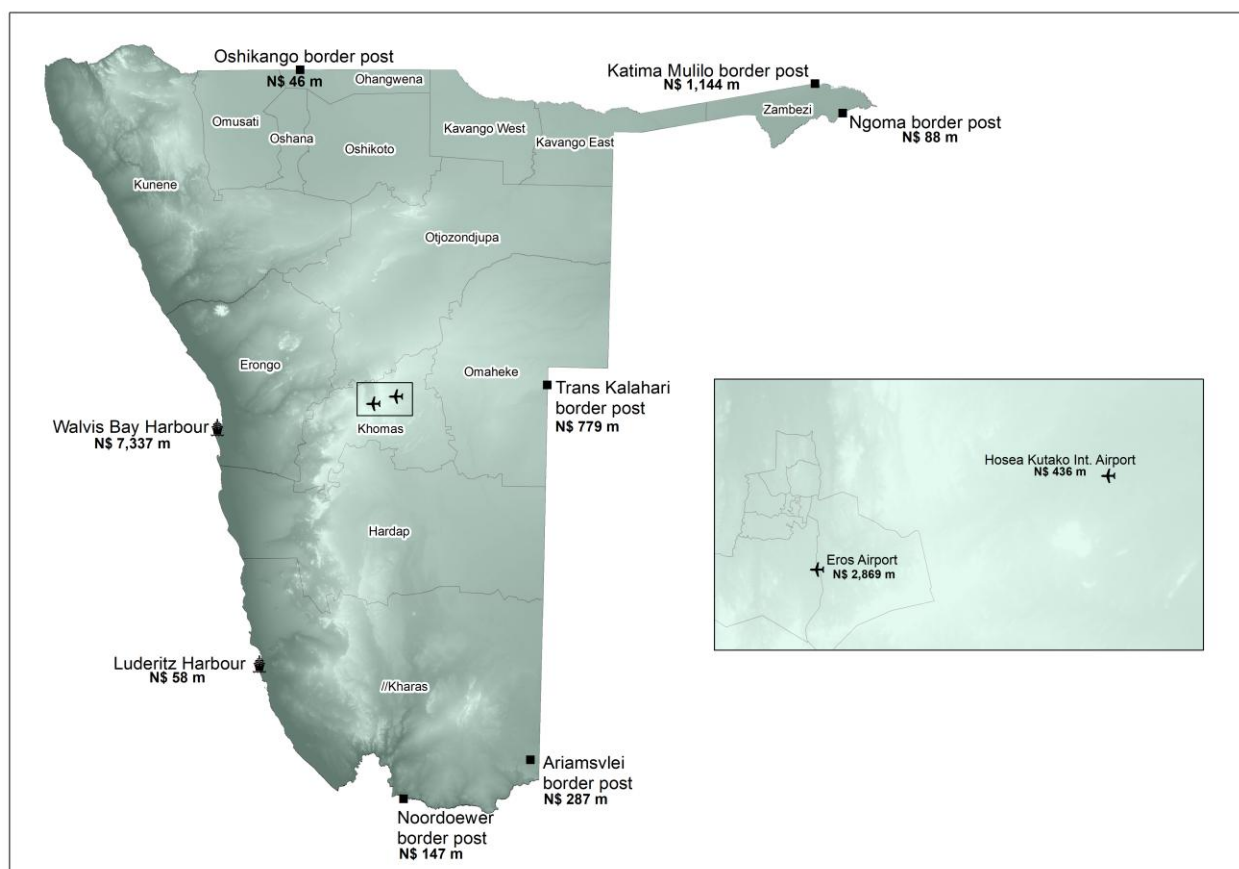 Oshikango border post
N$ 46 m
Ohangwena
Katima Mulilo border post
N$ 1,144 m
Zambezi
Ngoma border post
N$ 88 m
Omusati
Oshana
Oshikoto
Kavango West
Kavango East
Kunene
Otjozondjupa
Erongo
Omaheke
Trans Kalahari
border post
N$ 779 m
Walvis Bay Harbour
N$ 7,337 m
Khomas
Hosea Kutako Int. Airport
N$ 436 m
Eros Airport
N$ 2,869 m
Hardap
Luderitz Harbour
N$ 58 m
//Kharas
Ariamsvlei
border post
N$ 287 m
Noordoewer
border post
N$ 147 m